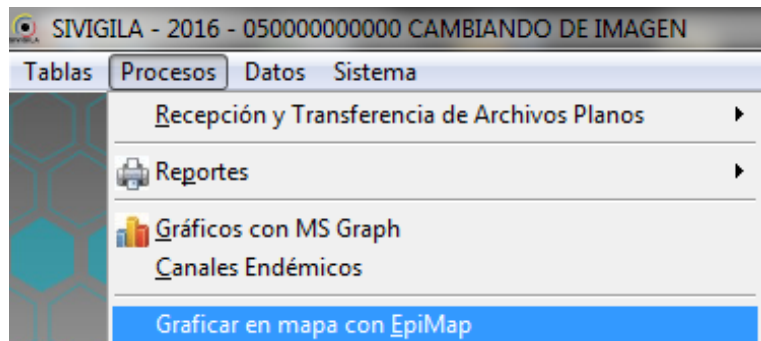 SIVIGILA - 2016 - 050000000000 CAMBIANDO DE IMAGEN
Tablas Procesos Datos Sistema
Recepción y Transferencia de Archivos Planos
Reportes
Gráficos con MS Graph
Canales Endémicos
Graficar en mapa con EpiMap